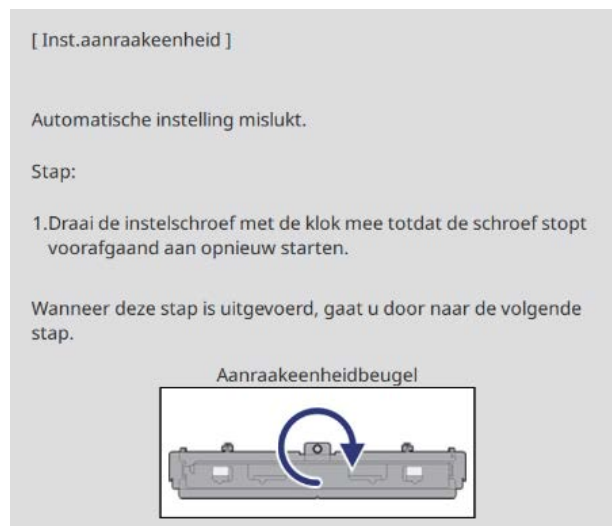 [ Inst.aanraakeenheid ]
Automatische instelling mislukt.
Stap:
1.Draai de instelschroef met de klok mee totdat de schroef stopt
voorafgaand aan opnieuw starten.
Wanneer deze stap is uitgevoerd, gaat u door naar de volgende
stap.
Aanraakeenheidbeugel